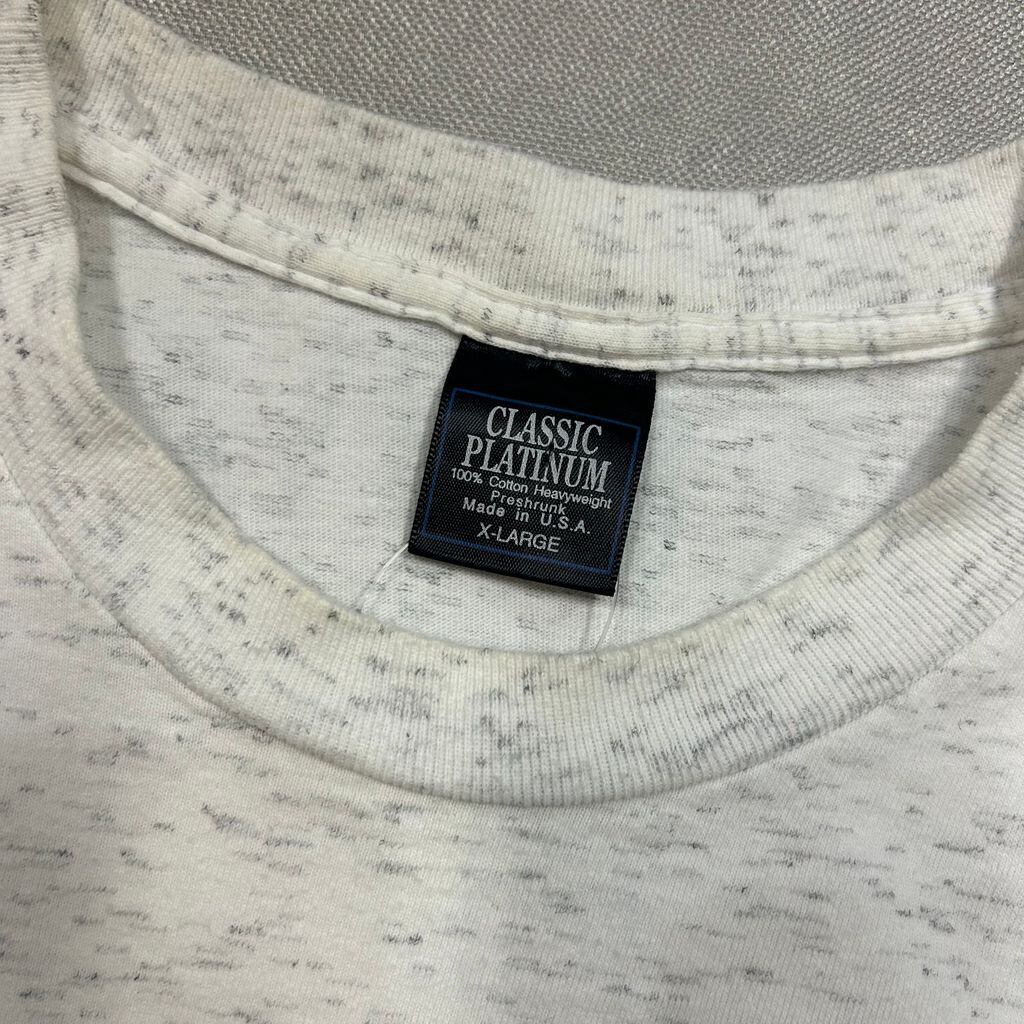 CLASSIC
PLATINUM
100% Cotton Heavyweight
Preshrunk
Made in U.S.A.
X-LARGE